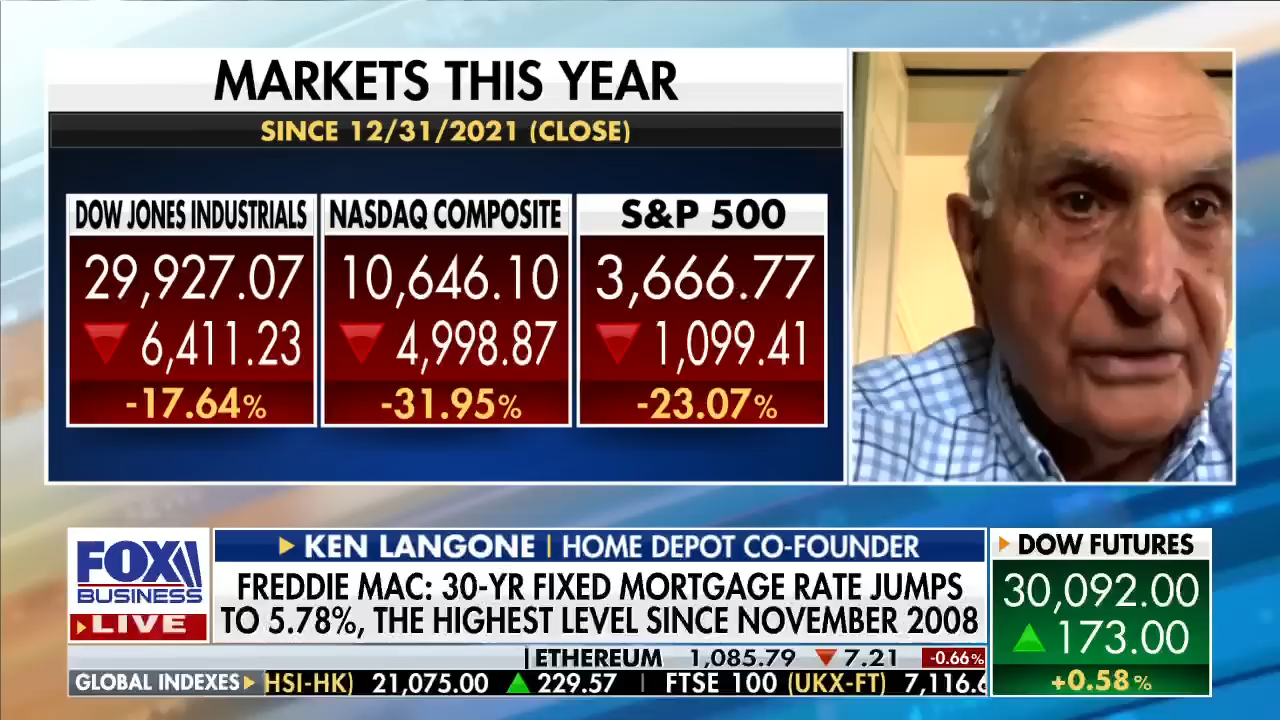 MARKETS THIS YEAR
SINCE 12/31/2021 (CLOSE)
DOW JONES INDUSTRIALS
29,927.07
▼ 6,411.23
-17.64%
NASDAQ COMPOSITE
10,646.10
▼ 4,998.87
-31.95%
S&P 500
3,666.77
▼ 1,099.41
-23.07%
FOX
BUSINESS
LIVE
KEN LANGONE | HOME DEPOT CO-FOUNDER
FREDDIE MAC: 30-YR FIXED MORTGAGE RATE JUMPS
TO 5.78%, THE HIGHEST LEVEL SINCE NOVEMBER 2008
DOW FUTURES
30,092.00
▲ 173.00
+0.58%
ETHEREUM 1,085.79 ▼ 7.21 -0.66%
GLOBAL INDEXES HSI-HK) 21,075.00 ▲ 229.57 | FTSE 100 (UKX-FT) 7,116.6